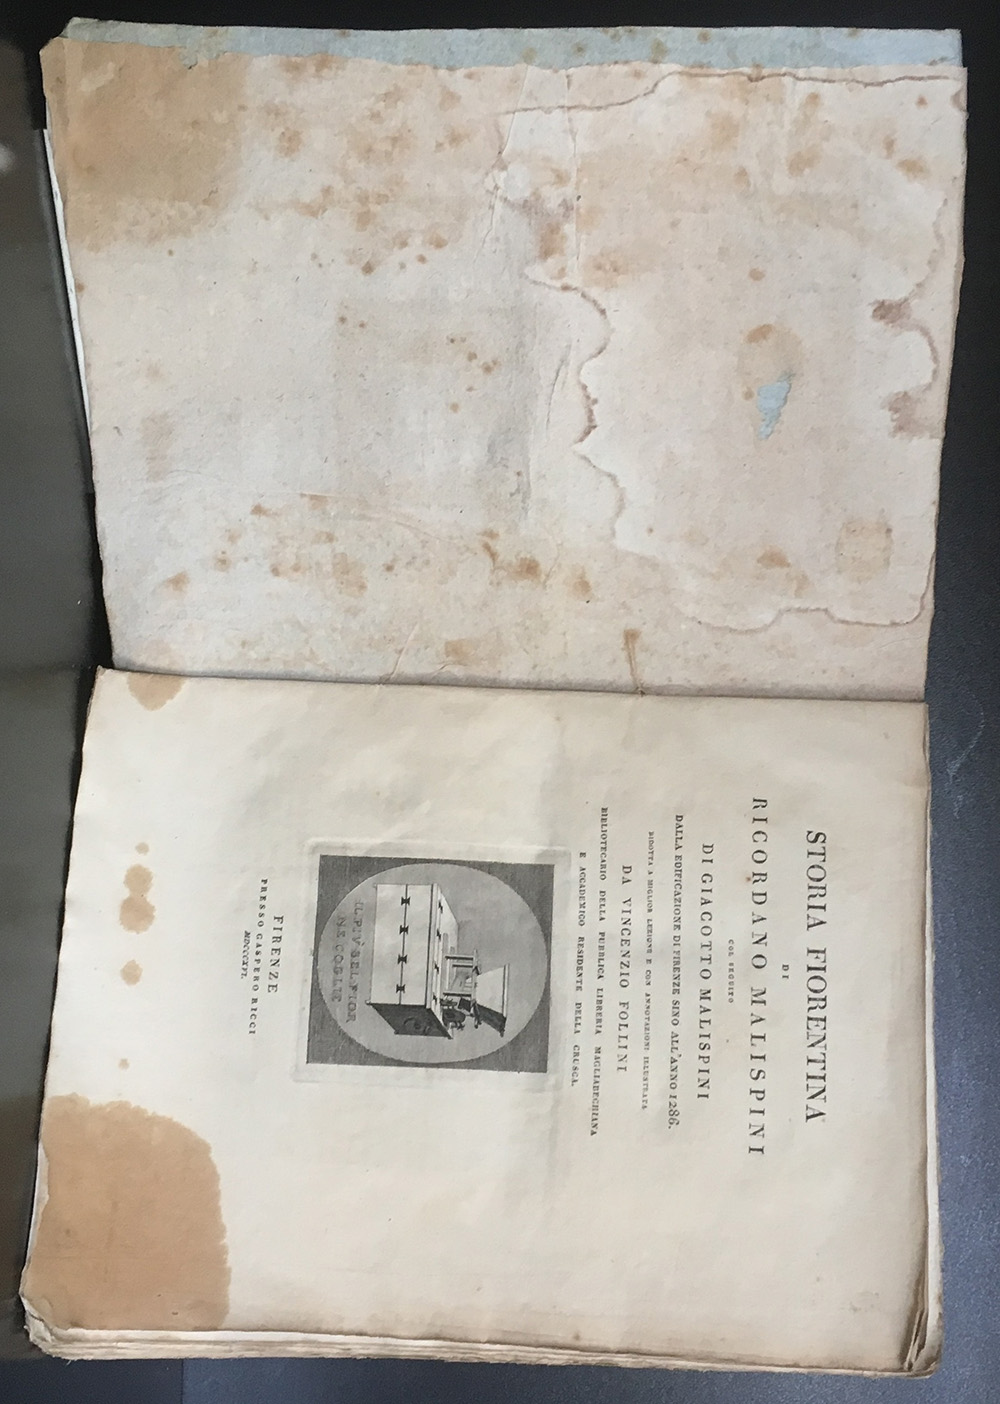 STORIA FIORENTINA
DI
RICORDANO MALISPINI
COL SEGUITO
DI GIACOTTO MALISPINI
DALLA EDIFICAZIONE DI FIRENZE SINO ALL'ANNO 1286.
RIDOTTA A MIGLIOR LEZIONE E CON ANNOTAZIONI ILLUSTRATA
DA VINCENZIO FOLLINI
BIBLIOTECARIO DELLA PUBBLICA LIBRERIA MAGLIABECHIANA
E ACCADEMICO RESIDENTE DELLA CRUSCA.
IL PIV BEL FIOR
NE COGLIE
FIRENZE
PRESSO GASPERO RICCI
MDCCCXVI.